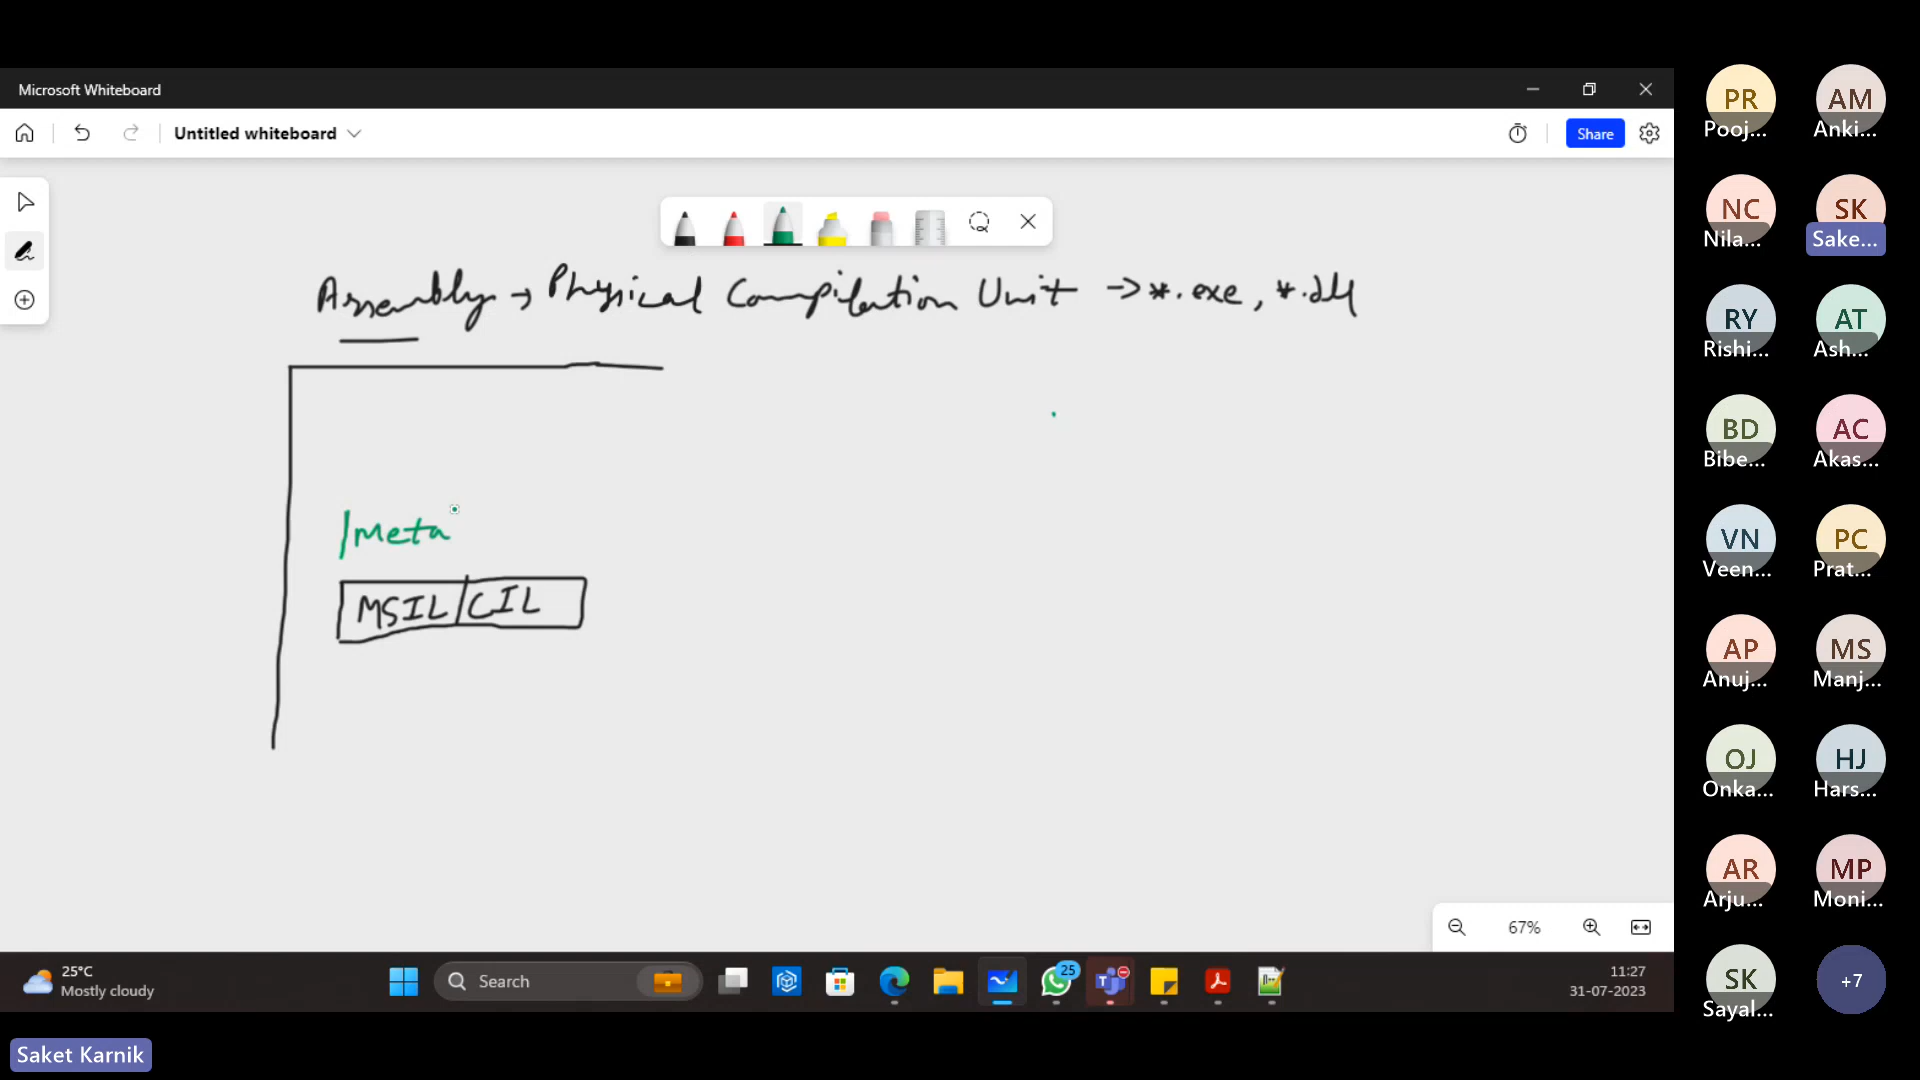 Microsoft Whiteboard
Untitled whiteboard
Share
Assembly → Physical Compilation Unit → *.exe, *.dll
Meta
MSIL/CIL
67%
25°C
Mostly cloudy
Search
25
11:27
31-07-2023
Saket Karnik
PR
Pooj...
AM
Anki...
NC
Nila...
SK
Sake...
RY
Rishi...
AT
Ash...
BD
Bibe...
AC
Akas...
VN
Veen...
PC
Prat...
AP
Anuj...
MS
Manj...
OJ
Onka...
HJ
Hars...
AR
Arju...
MP
Moni...
SK
Sayal...
+7